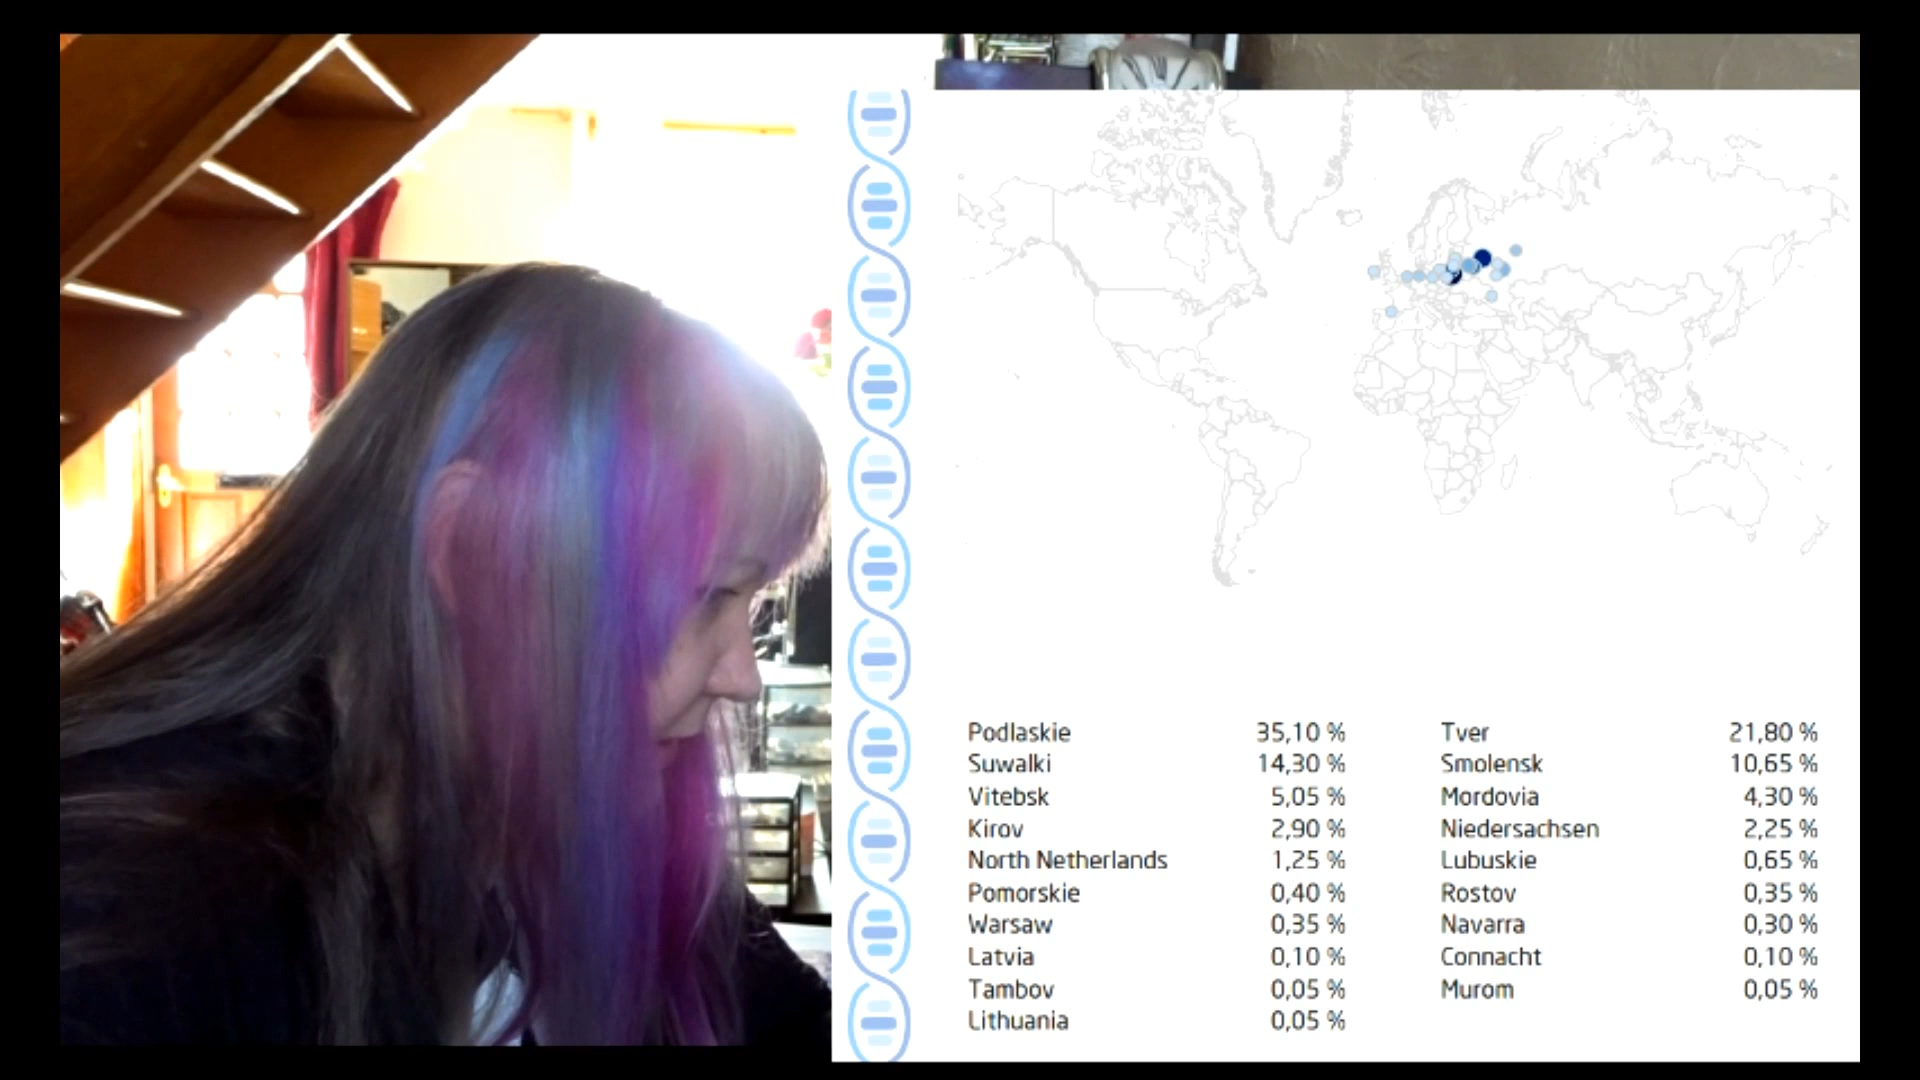 Podlaskie 35,10 % Tver 21,80 %
Suwalki 14,30 % Smolensk 10,65 %
Vitebsk 5,05 % Mordovia 4,30 %
Kirov 2,90 % Niedersachsen 2,25 %
North Netherlands 1,25 % Lubuskie 0,65 %
Pomorskie 0,40 % Rostov 0,35 %
Warsaw 0,35 % Navarra 0,30 %
Latvia 0,10 % Connacht 0,10 %
Tambov 0,05 % Murom 0,05 %
Lithuania 0,05 %